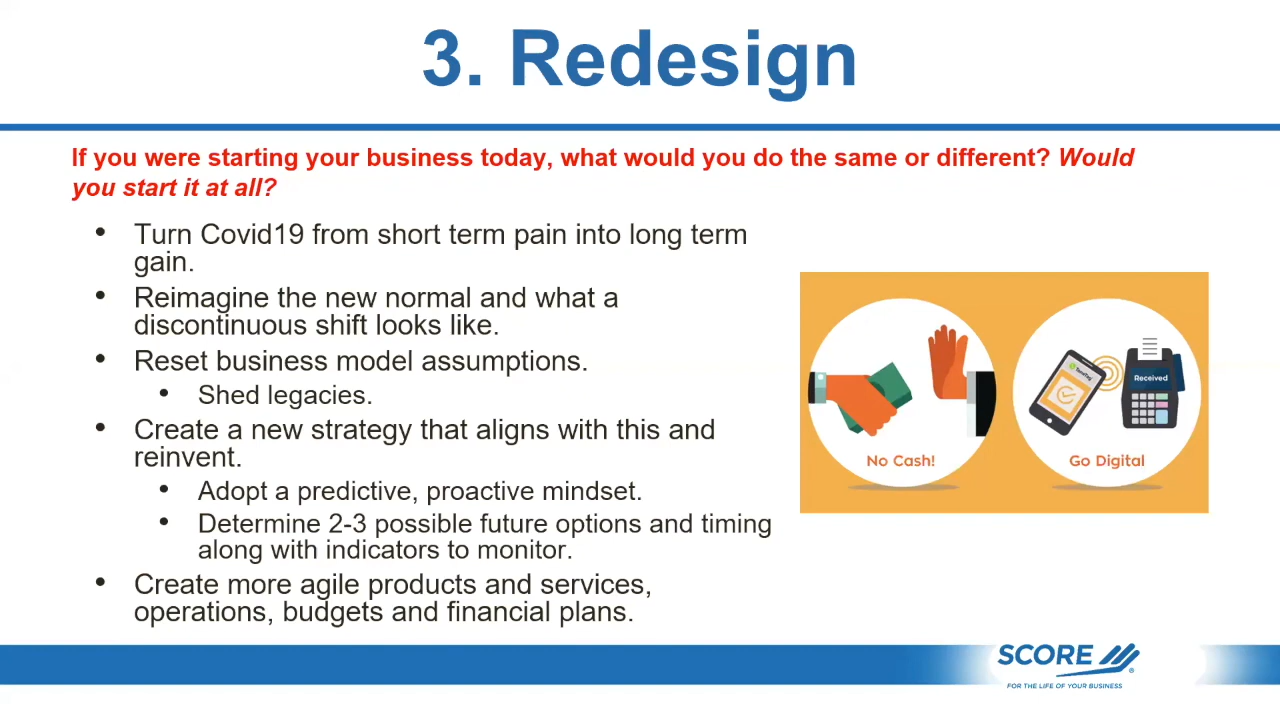 3. Redesign
If you were starting your business today, what would you do the same or different? Would
you start it at all?
• Turn Covid19 from short term pain into long term
gain.
• Reimagine the new normal and what a
discontinuous shift looks like.
• Reset business model assumptions.
• Shed legacies.
• Create a new strategy that aligns with this and
reinvent.
• Adopt a predictive, proactive mindset.
• Determine 2-3 possible future options and timing
along with indicators to monitor.
• Create more agile products and services,
operations, budgets and financial plans.
Received
No Cash!
Go Digital
SCORE
®
FOR THE LIFE OF YOUR BUSINESS